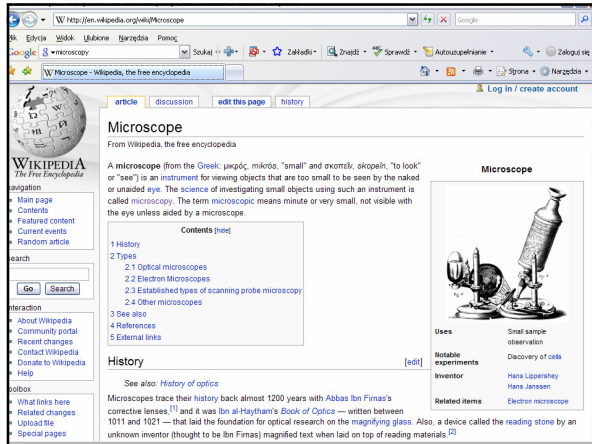 W http://en.wikipedia.org/wiki/Microscope
Google
Plik Edycja Widok Ulubione Narzędzia Pomoc
Google microscopy Szukaj Zakładki Znajdź Sprawdź Autouzupełnianie Zaloguj się
W Microscope - Wikipedia, the free encyclopedia Strona Narzędzia
Log in / create account
article discussion edit this page history
WIKIPEDIA
The Free Encyclopedia
navigation
Main page
Contents
Featured content
Current events
Random article
search
Go Search
interaction
About Wikipedia
Community portal
Recent changes
Contact Wikipedia
Donate to Wikipedia
Help
toolbox
What links here
Related changes
Upload file
Special pages
Microscope
From Wikipedia, the free encyclopedia
A microscope (from the Greek: μικρός, mikrós, "small" and σκοπεῖν, skopeîn, "to look"
or "see") is an instrument for viewing objects that are too small to be seen by the naked
or unaided eye. The science of investigating small objects using such an instrument is
called microscopy. The term microscopic means minute or very small, not visible with
the eye unless aided by a microscope.
Contents [hide]
1 History
2 Types
2.1 Optical microscopes
2.2 Electron Microscopes
2.3 Established types of scanning probe microscopy
2.4 Other microscopes
3 See also
4 References
5 External links
Microscope
Uses Small sample
observation
Notable Discovery of cells
experiments
Inventor Hans Lippershey
Hans Janssen
Related items Electron microscope
History [edit]
See also: History of optics
Microscopes trace their history back almost 1200 years with Abbas Ibn Firnas's
corrective lenses,[1] and it was Ibn al-Haytham's Book of Optics — written between
1011 and 1021 — that laid the foundation for optical research on the magnifying glass. Also, a device called the reading stone by an
unknown inventor (thought to be Ibn Firnas) magnified text when laid on top of reading materials.[2]